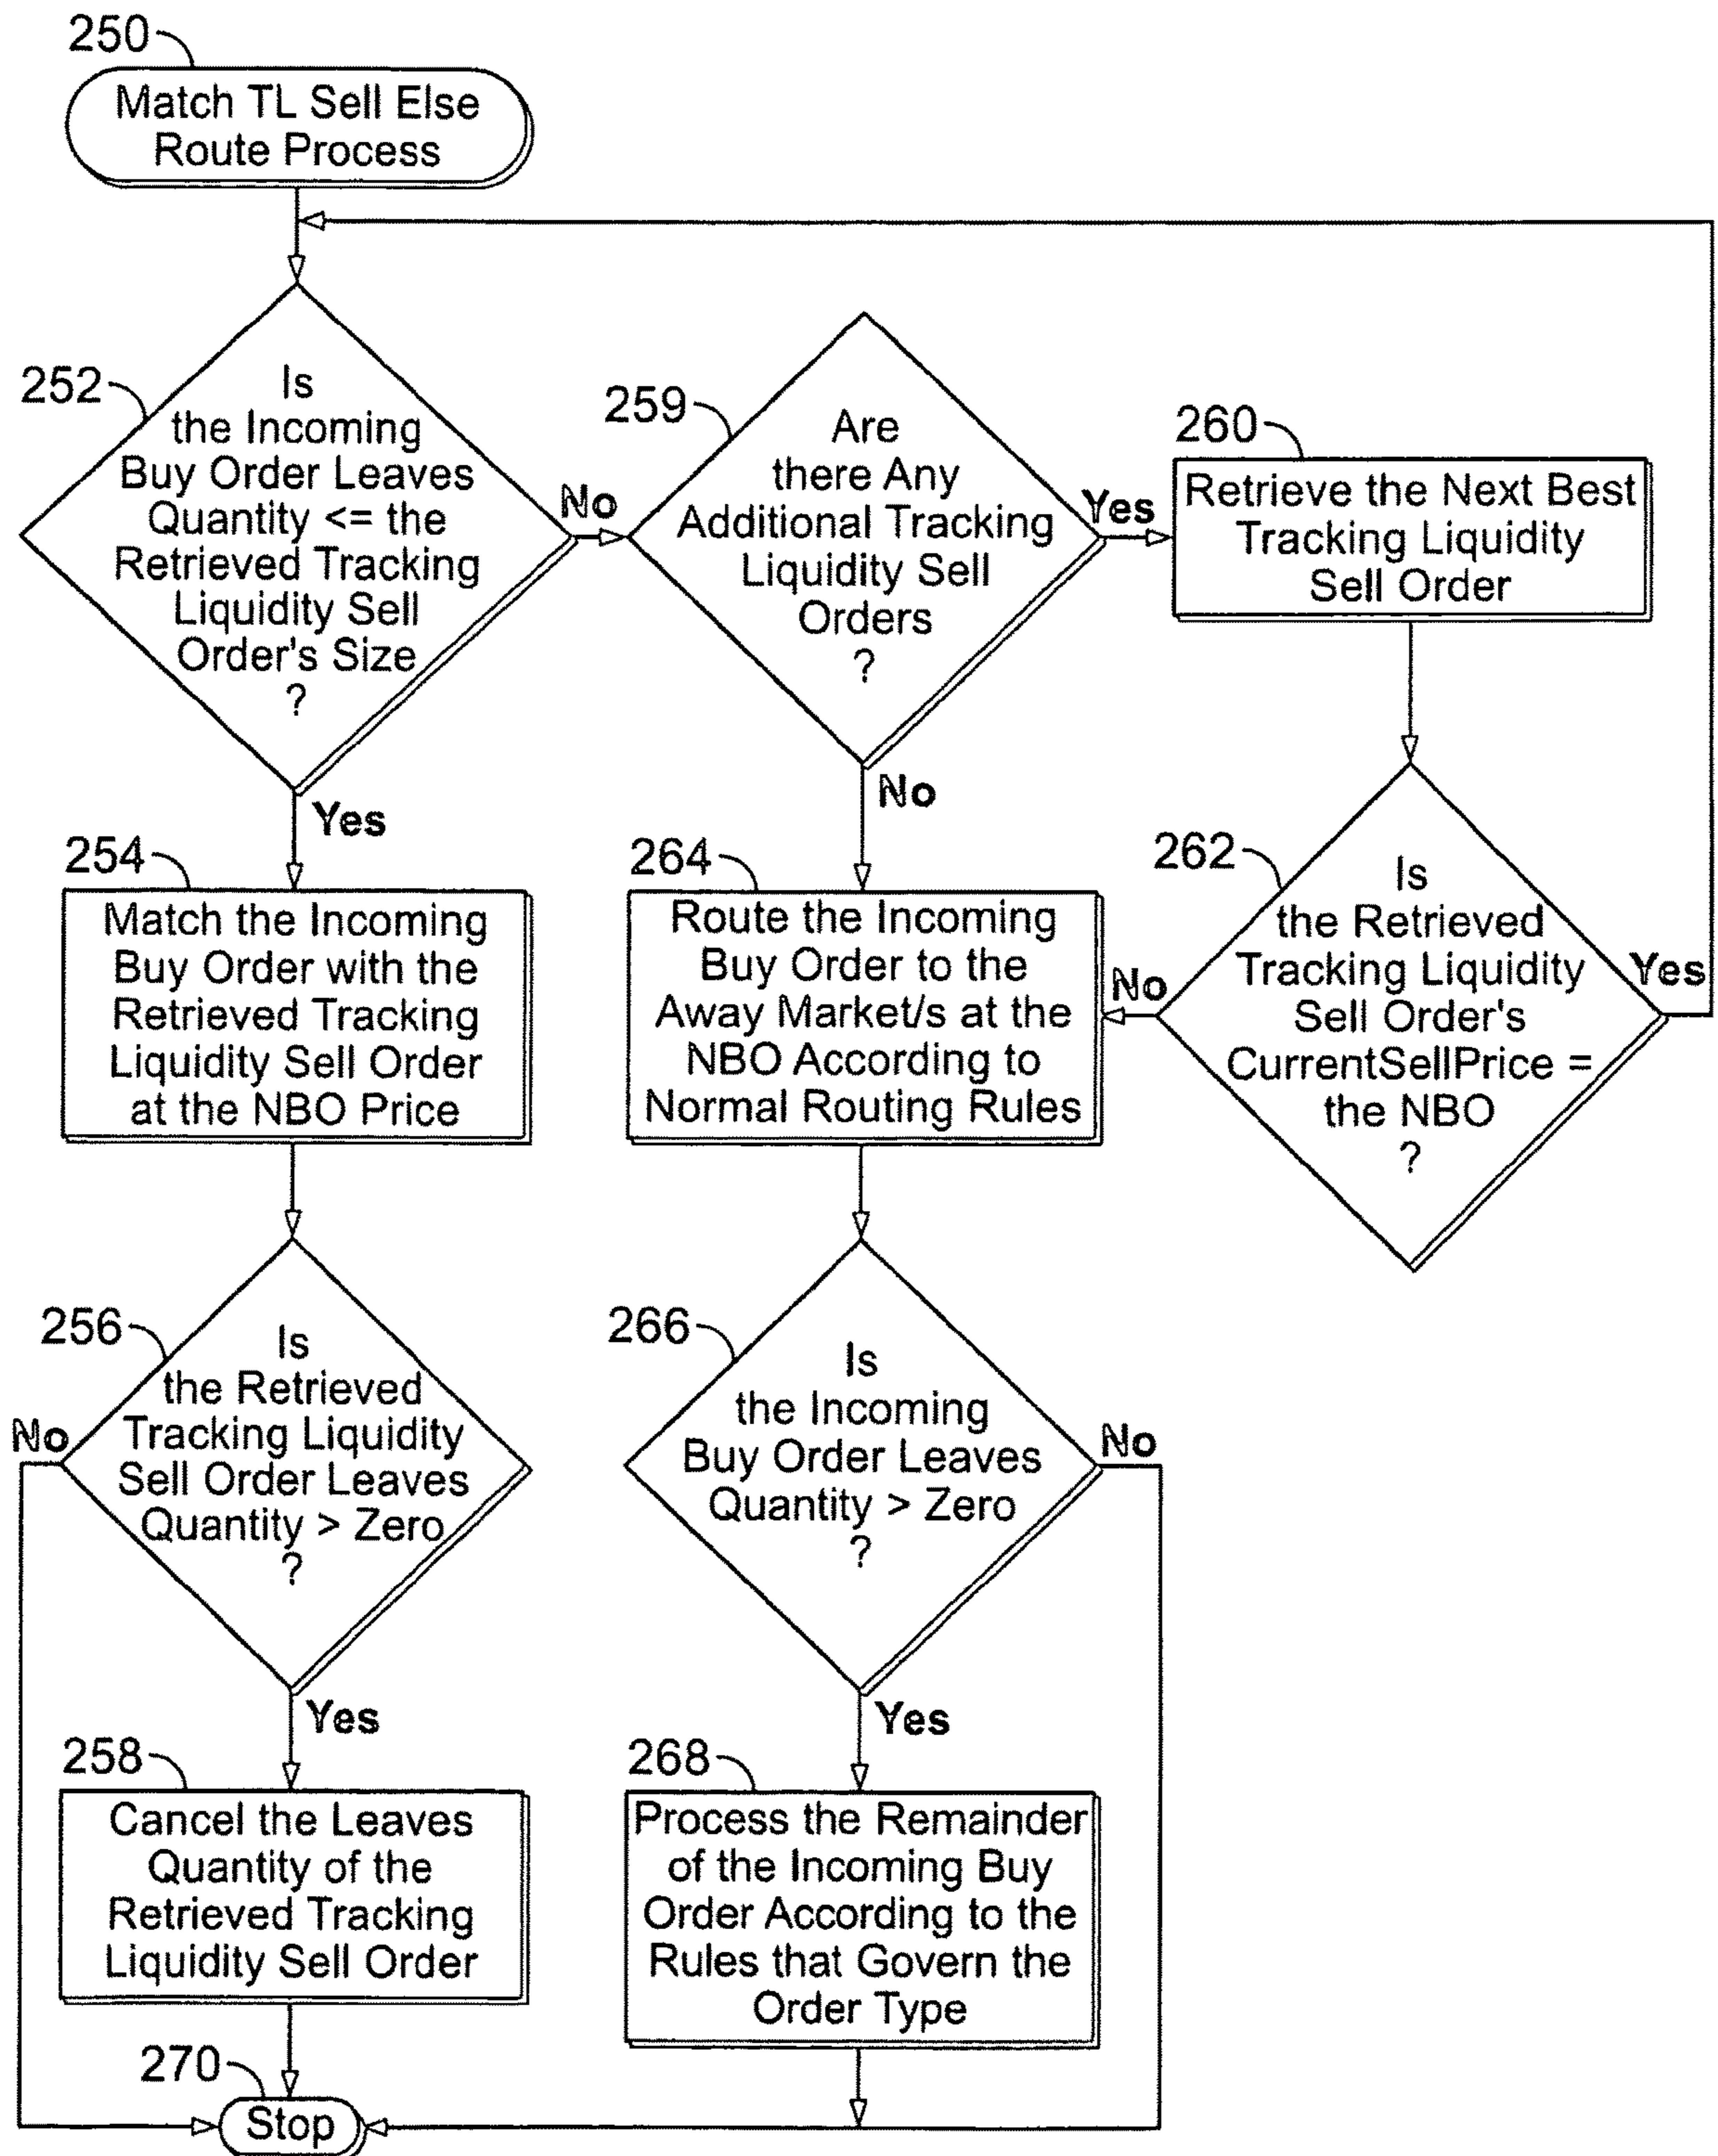 250
Match TL Sell Else
Route Process
252
Is
the Incoming
Buy Order Leaves
Quantity <= the
Retrieved Tracking
Liquidity Sell
Order's Size
?
No
Yes
259
Are
there Any
Additional Tracking
Liquidity Sell
Orders
?
Yes
No
260
Retrieve the Next Best
Tracking Liquidity
Sell Order
262
Is
the Retrieved
Tracking Liquidity
Sell Order's
CurrentSellPrice =
the NBO
?
No
Yes
254
Match the Incoming
Buy Order with the
Retrieved Tracking
Liquidity Sell Order
at the NBO Price
264
Route the Incoming
Buy Order to the
Away Market/s at the
NBO According to
Normal Routing Rules
256
Is
the Retrieved
Tracking Liquidity
Sell Order Leaves
Quantity > Zero
?
No
Yes
266
Is
the Incoming
Buy Order Leaves
Quantity > Zero
?
No
Yes
258
Cancel the Leaves
Quantity of the
Retrieved Tracking
Liquidity Sell Order
268
Process the Remainder
of the Incoming Buy
Order According to the
Rules that Govern the
Order Type
270
Stop